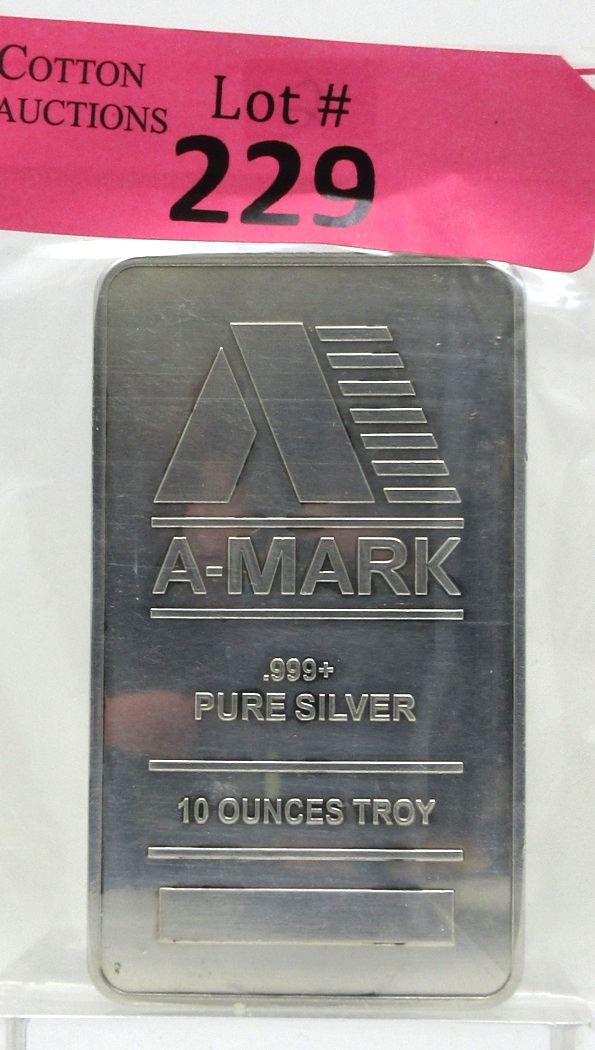 COTTON
AUCTIONS
Lot #
229
A-MARK
.999+
PURE SILVER
10 OUNCES TROY